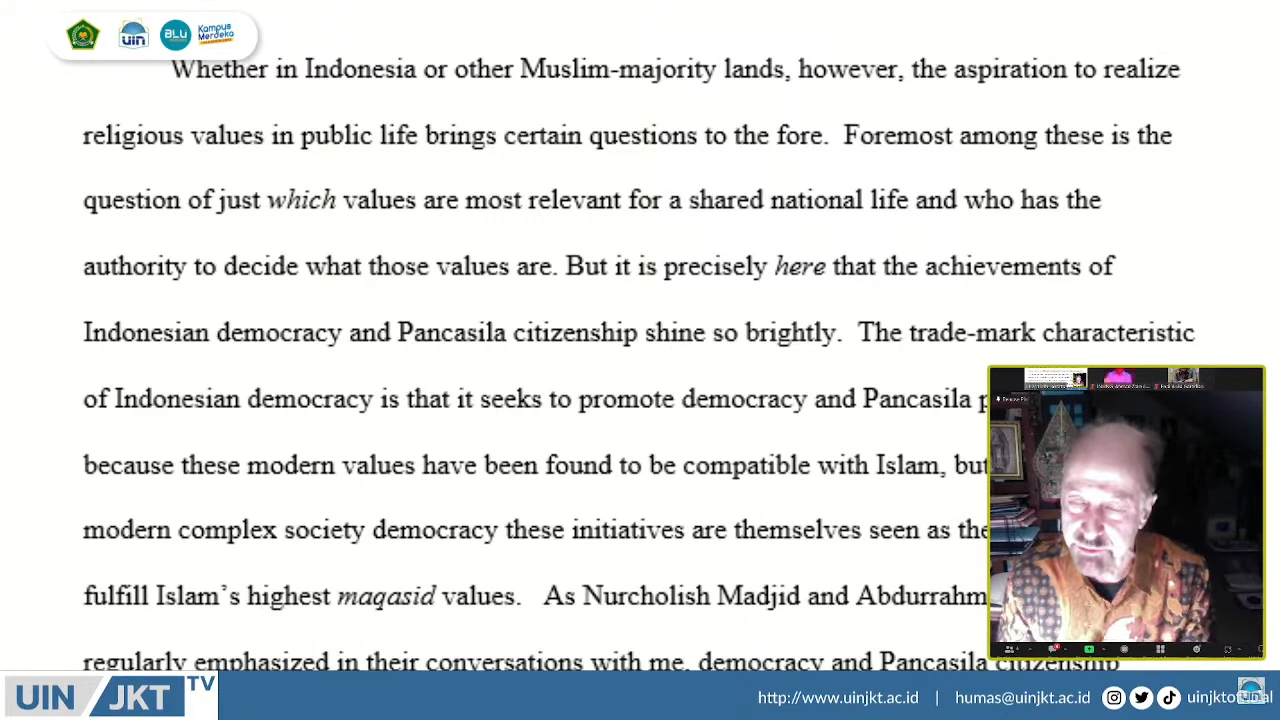 uin
BLU
Kampus
Merdeka
Whether in Indonesia or other Muslim-majority lands, however, the aspiration to realize
religious values in public life brings certain questions to the fore. Foremost among these is the
question of just which values are most relevant for a shared national life and who has the
authority to decide what those values are. But it is precisely here that the achievements of
Indonesian democracy and Pancasila citizenship shine so brightly. The trade-mark characteristic
of Indonesian democracy is that it seeks to promote democracy and Pancasila
because these modern values have been found to be compatible with Islam, but
modern complex society democracy these initiatives are themselves seen as
fulfill Islam's highest maqasid values. As Nurcholish Madjid and
regularly emphasized in their conversations with me, democracy and Pancasila citizenship
UIN JKT TV
http://www.uinjkt.ac.id | humas@uinjkt.ac.id